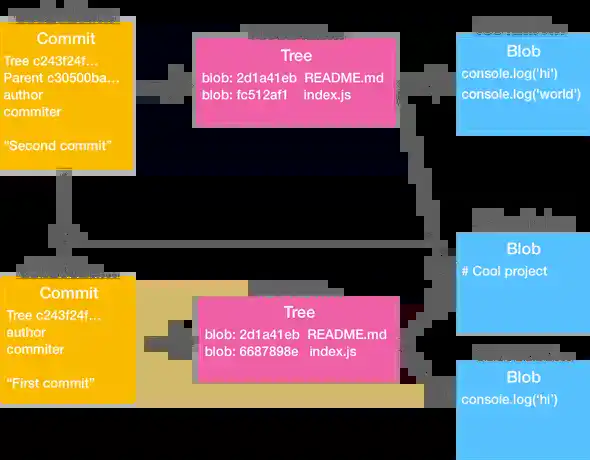 Commit
Tree c243f24f...
Parent c30500ba...
author
commiter
"Second commit"
Tree
blob: 2d1a41eb README.md
blob: fc512af1 index.js
Blob
console.log('hi')
console.log('world')
Blob
# Cool project
Commit
Tree c243f24f...
author
commiter
"First commit"
Tree
blob: 2d1a41eb README.md
blob: 6687898e index.js
Blob
console.log('hi')